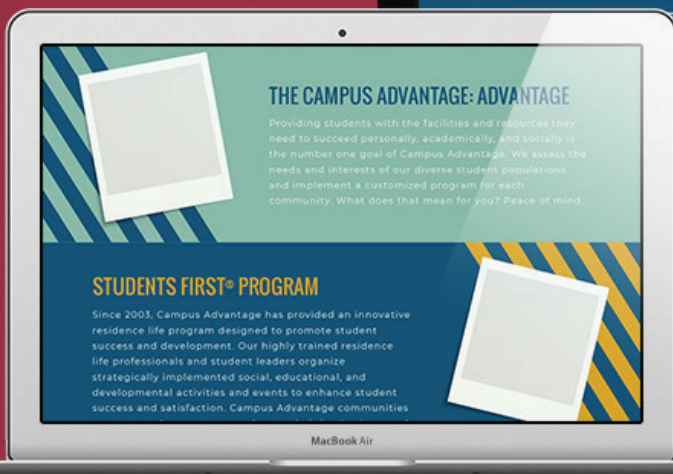 THE CAMPUS ADVANTAGE: ADVANTAGE
Providing students with the facilities and resources they
need to succeed personally, academically, and socially is
the number one goal of Campus Advantage. We assess the
needs and interests of our diverse student populations
and implement a customized program for each
community. What does that mean for you? Peace of mind.
STUDENTS FIRST® PROGRAM
Since 2003, Campus Advantage has provided an innovative
residence life program designed to promote student
success and development. Our highly trained residence
life professionals and student leaders organize
strategically implemented social, educational, and
developmental activities and events to enhance student
success and satisfaction. Campus Advantage communities
MacBook Air